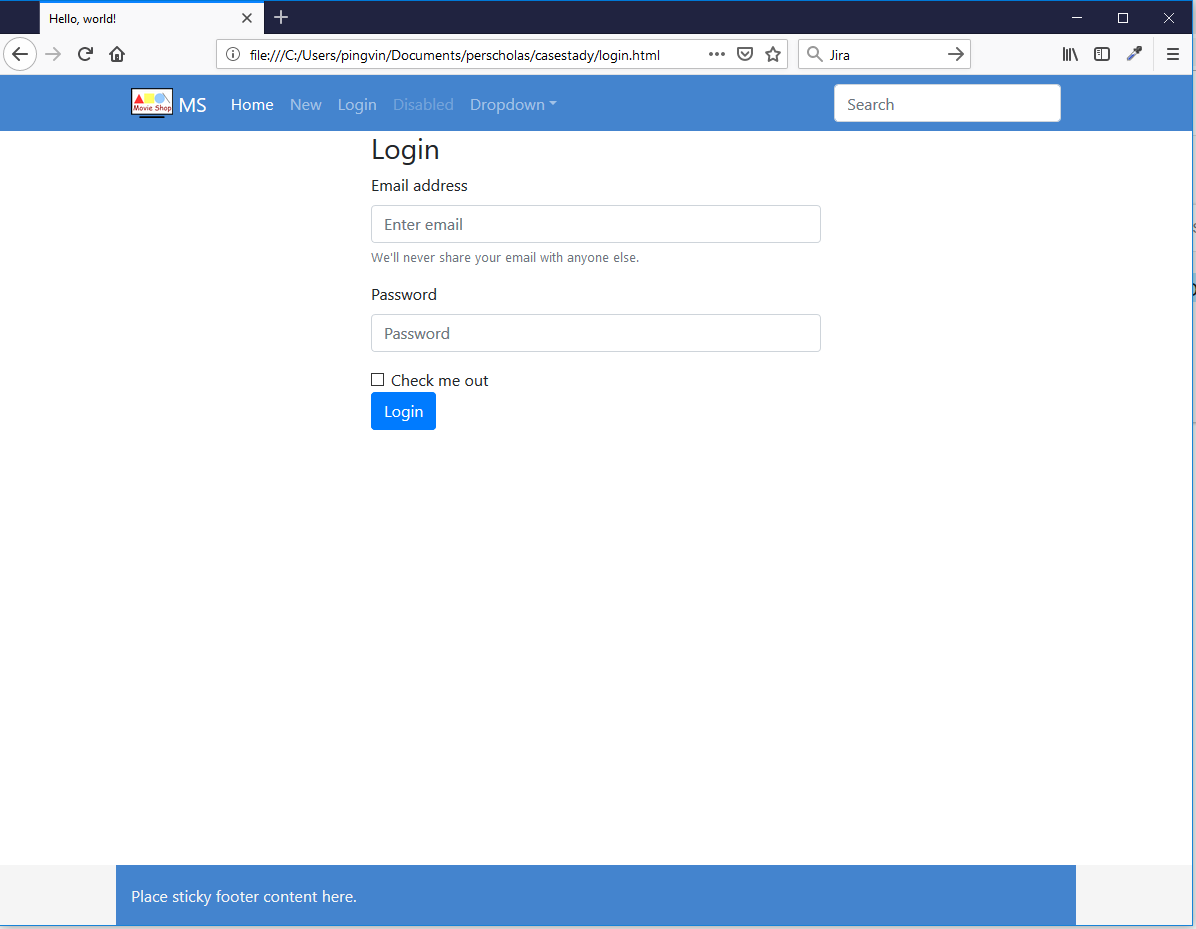 Hello, world!
file:///C:/Users/pingvin/Documents/perscholas/casestady/login.html
Jira
Movie Shop
MS
Home
New
Login
Disabled
Dropdown
Search
Login
Email address
Enter email
We'll never share your email with anyone else.
Password
Password
Check me out
Login
Place sticky footer content here.